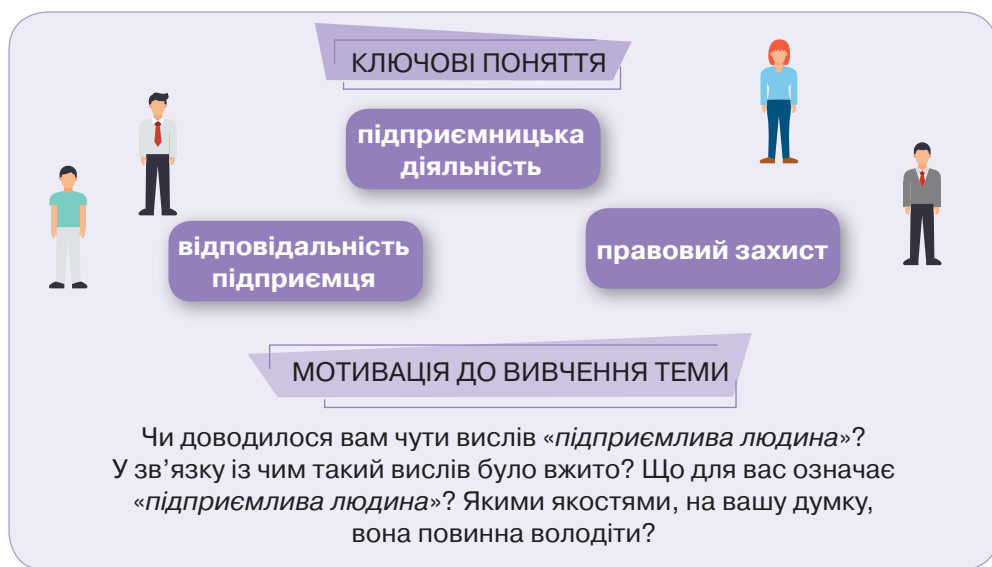 КЛЮЧОВІ ПОНЯТТЯ
підприємницька
діяльність
відповідальність
підприємця
правовий захист
МОТИВАЦІЯ ДО ВИВЧЕННЯ ТЕМИ
Чи доводилося вам чути вислів «підприємлива людина»?
У зв’язку із чим такий вислів було вжито? Що для вас означає
«підприємлива людина»? Якими якостями, на вашу думку,
вона повинна володіти?